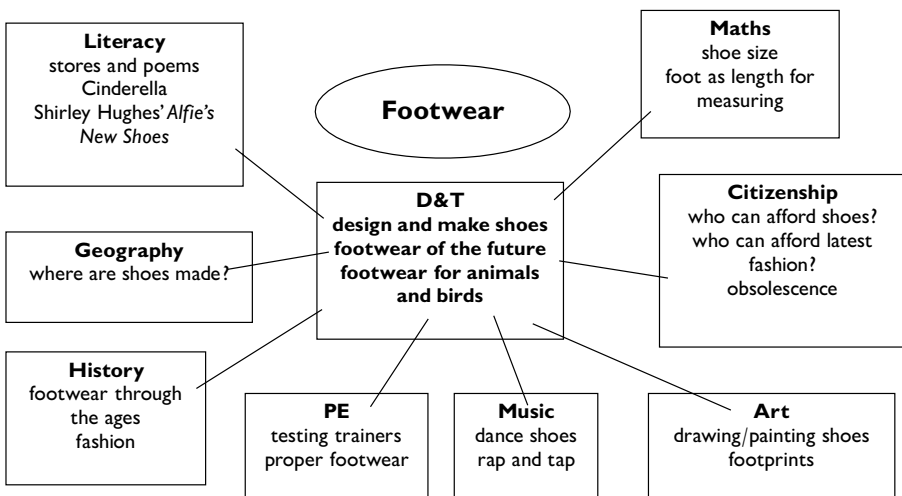 Literacy
stores and poems
Cinderella
Shirley Hughes' Alfie's
New Shoes
Footwear
Maths
shoe size
foot as length for
measuring
D&T
design and make shoes
footwear of the future
footwear for animals
and birds
Geography
where are shoes made?
Citizenship
who can afford shoes?
who can afford latest
fashion?
obsolescence
History
footwear through
the ages
fashion
PE
testing trainers
proper footwear
Music
dance shoes
rap and tap
Art
drawing/painting shoes
footprints